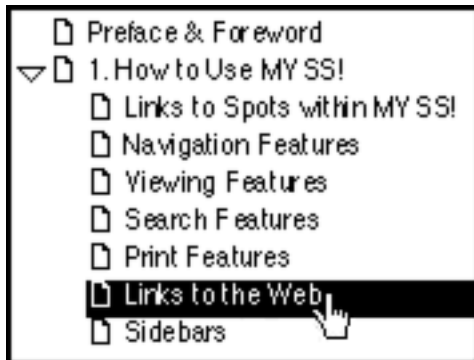 Preface & Foreword
1. How to Use MY SS!
Links to Spots within MY SS!
Navigation Features
Viewing Features
Search Features
Print Features
Links to the Web
Sidebars